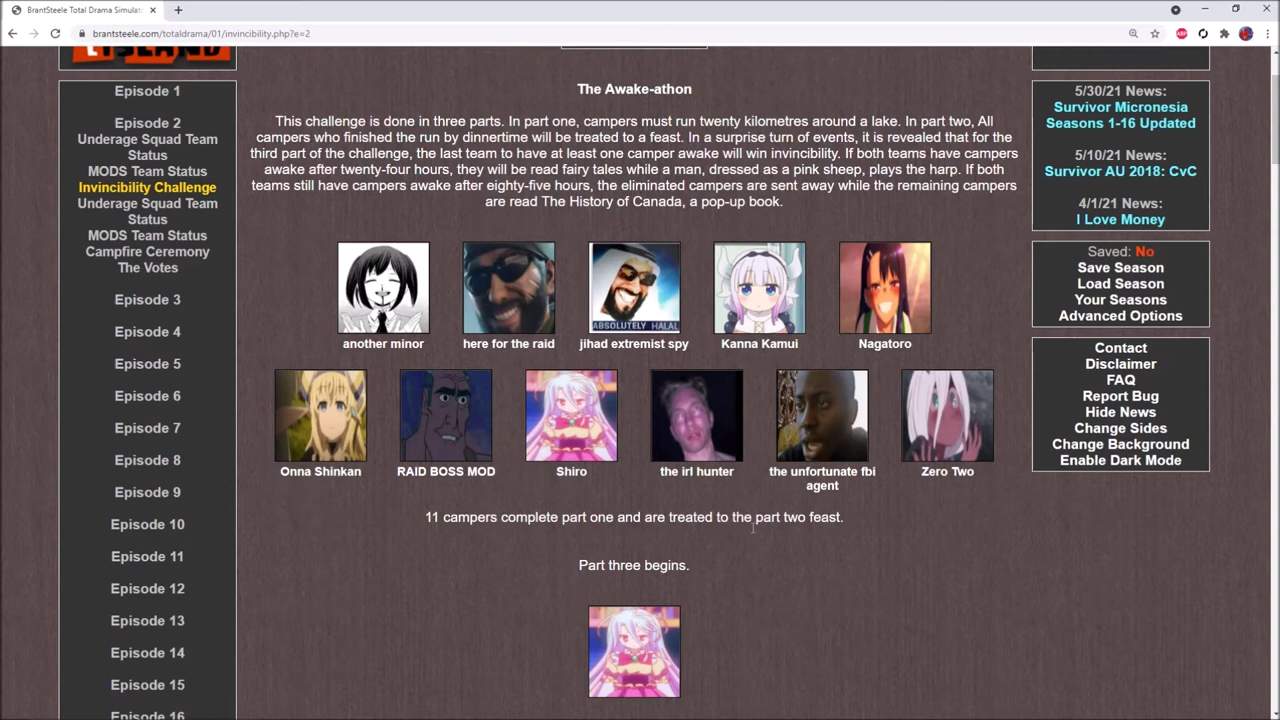 BrantSteele Total Drama Simulat
brantsteele.com/totaldrama/01/invincibility.php?e=2
ISLAND
Episode 1
Episode 2
Underage Squad Team
Status
MODS Team Status
Invincibility Challenge
Underage Squad Team
Status
MODS Team Status
Campfire Ceremony
The Votes
Episode 3
Episode 4
Episode 5
Episode 6
Episode 7
Episode 8
Episode 9
Episode 10
Episode 11
Episode 12
Episode 13
Episode 14
Episode 15
Episode 16
The Awake-athon
This challenge is done in three parts. In part one, campers must run twenty kilometres around a lake. In part two, All
campers who finished the run by dinnertime will be treated to a feast. In a surprise turn of events, it is revealed that for the
third part of the challenge, the last team to have at least one camper awake will win invincibility. If both teams have campers
awake after twenty-four hours, they will be read fairy tales while a man, dressed as a pink sheep, plays the harp. If both
teams still have campers awake after eighty-five hours, the eliminated campers are sent away while the remaining campers
are read The History of Canada, a pop-up book.
ABSOLUTELY HALAL
another minor
here for the raid
jihad extremist spy
Kanna Kamui
Nagatoro
Onna Shinkan
RAID BOSS MOD
Shiro
the irl hunter
the unfortunate fbi
agent
Zero Two
11 campers complete part one and are treated to the part two feast.
Part three begins.
5/30/21 News:
Survivor Micronesia
Seasons 1-16 Updated
5/10/21 News:
Survivor AU 2018: CvC
4/1/21 News:
I Love Money
Saved: No
Save Season
Load Season
Your Seasons
Advanced Options
Contact
Disclaimer
FAQ
Report Bug
Hide News
Change Sides
Change Background
Enable Dark Mode